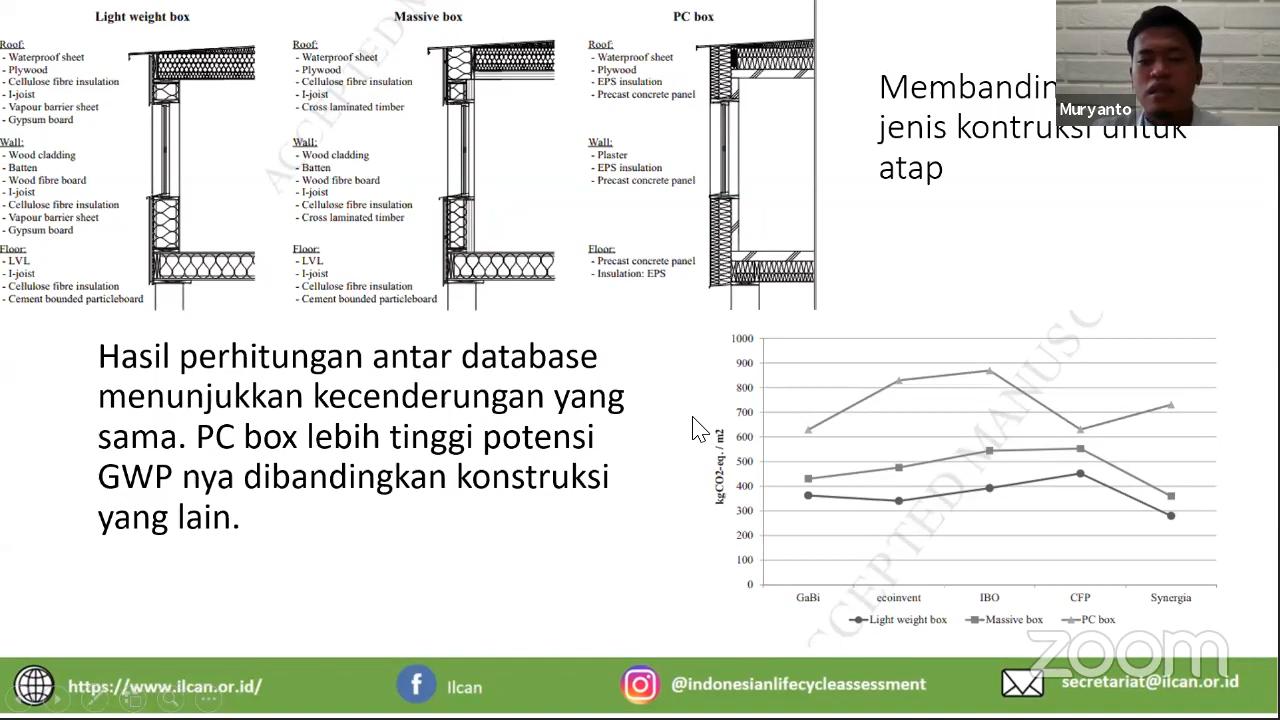 Light weight box
Roof:
- Waterproof sheet
- Plywood
- Cellulose fibre insulation
- I-joist
- Vapour barrier sheet
- Gypsum board
Wall:
- Wood cladding
- Batten
- Wood fibre board
- I-joist
- Cellulose fibre insulation
- Vapour barrier sheet
- Gypsum board
Floor:
- LVL
- I-joist
- Cellulose fibre insulation
- Cement bounded particleboard
Massive box
Roof:
- Waterproof sheet
- Plywood
- Cellulose fibre insulation
- I-joist
- Cross laminated timber
Wall:
- Wood cladding
- Batten
- Wood fibre board
- I-joist
- Cellulose fibre insulation
- Cross laminated timber
Floor:
- LVL
- I-joist
- Cellulose fibre insulation
- Cement bounded particleboard
PC box
Roof:
- Waterproof sheet
- Plywood
- EPS insulation
- Precast concrete panel
Wall:
- Plaster
- EPS insulation
- Precast concrete panel
Floor:
- Precast concrete panel
- Insulation: EPS
Muryanto
jenis kontruksi untuk
atap
Hasil perhitungan antar database
menunjukkan kecenderungan yang
sama. PC box lebih tinggi potensi
GWP nya dibandingkan konstruksi
yang lain.
kgCO2-eq. / m2
1000
900
800
700
600
500
400
300
200
100
0
GaBi ecoinvent IBO CFP Synergia
Light weight box Massive box PC box
zoom
https://www.ilcan.or.id/
Ilcan
@indonesianlifecycleassessment
secretariat@ilcan.or.id